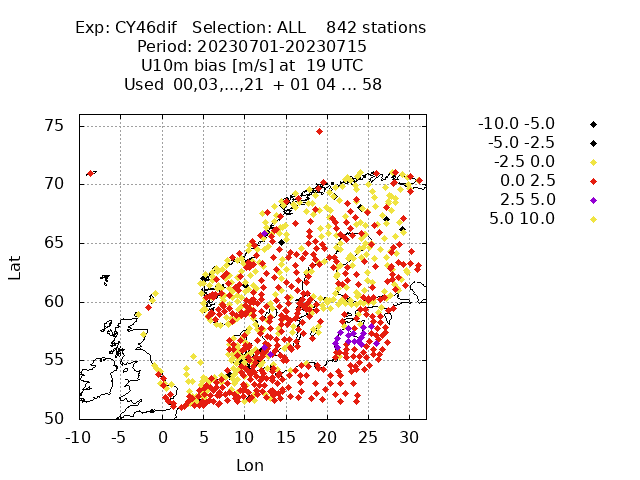 Exp: CY46dif Selection: ALL 842 stations
Period: 20230701-20230715
U10m bias [m/s] at 19 UTC
Used 00,03,...,21 + 01 04 ... 58
-10.0 -5.0
-5.0 -2.5
-2.5 0.0
0.0 2.5
2.5 5.0
5.0 10.0
75
70
65
60
55
50
Lat
-10 -5 0 5 10 15 20 25 30
Lon